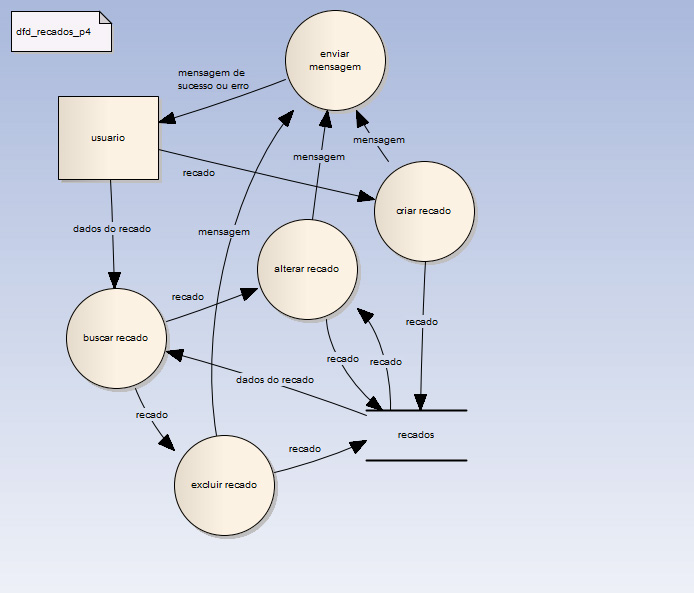 dfd_recados_p4
enviar
mensagem
mensagem de
sucesso ou erro
usuario
mensagem
mensagem
recado
criar recado
dados do recado
mensagem
alterar recado
recado
recado
buscar recado
recado
recado
dados do recado
recado
recados
recado
excluir recado